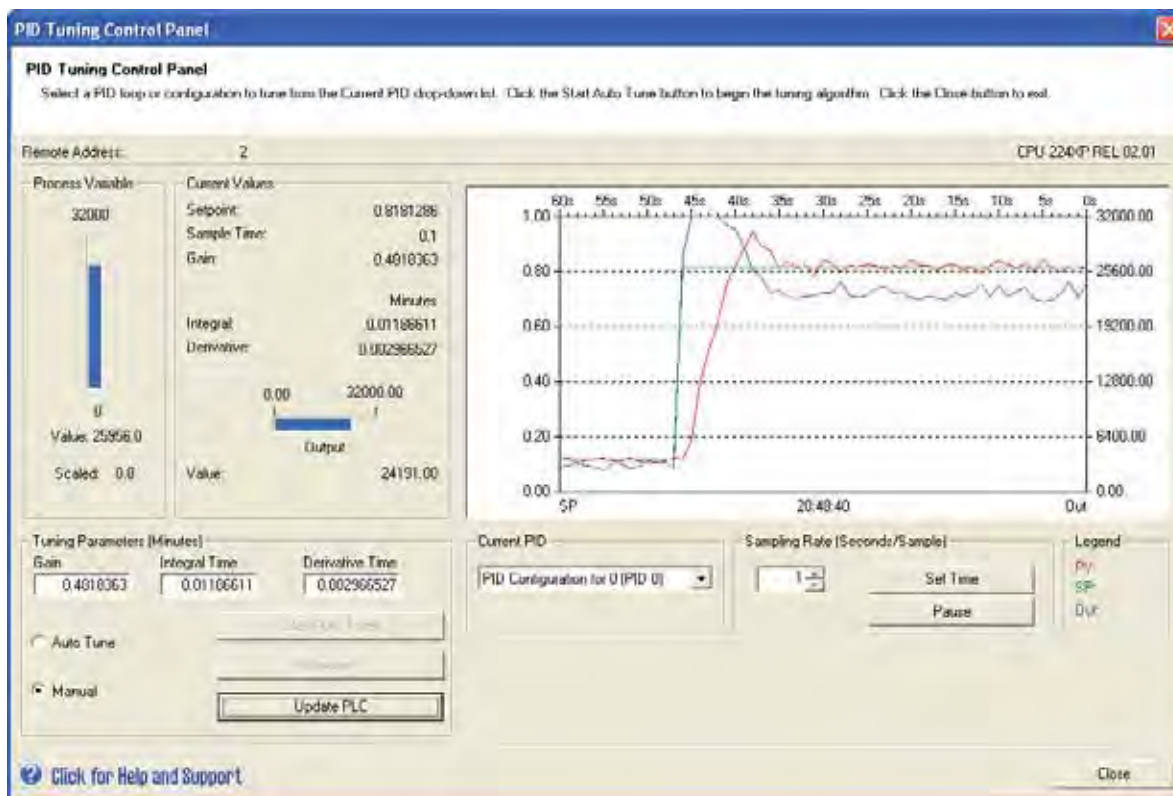 PID Tuning Control Panel
PID Tuning Control Panel
Select a PID loop or configuration to tune from the Current PID drop-down list. Click the Start Auto Tune button to begin the tuning algorithm. Click the Close button to exit.
Remote Address: 2 CPU 224XP REL 02.01
Process Variable
32000
0
Value: 25956.0
Scaled: 0.8
Current Values
Setpoint: 0.8181286
Sample Time: 0.1
Gain: 0.4818363
Minutes
Integral: 0.01186611
Derivative: 0.002966527
0.00 32000.00
Output
Value: 24191.00
60s 55s 50s 45s 40s 35s 30s 25s 20s 15s 10s 5s 0s
1.00 32000.00
0.80 25600.00
0.60 19200.00
0.40 12800.00
0.20 6400.00
0.00 0.00
SP 20:48:40 Out
Tuning Parameters (Minutes)
Gain Integral Time Derivative Time
0.4818363 0.01186611 0.002966527
Auto Tune
Manual
Update PLC
Current PID
PID Configuration for 0 (PID 0)
Sampling Rate (Seconds/Sample)
1 Set Time
Pause
Legend
PV:
SP:
Out:
Click for Help and Support
Close